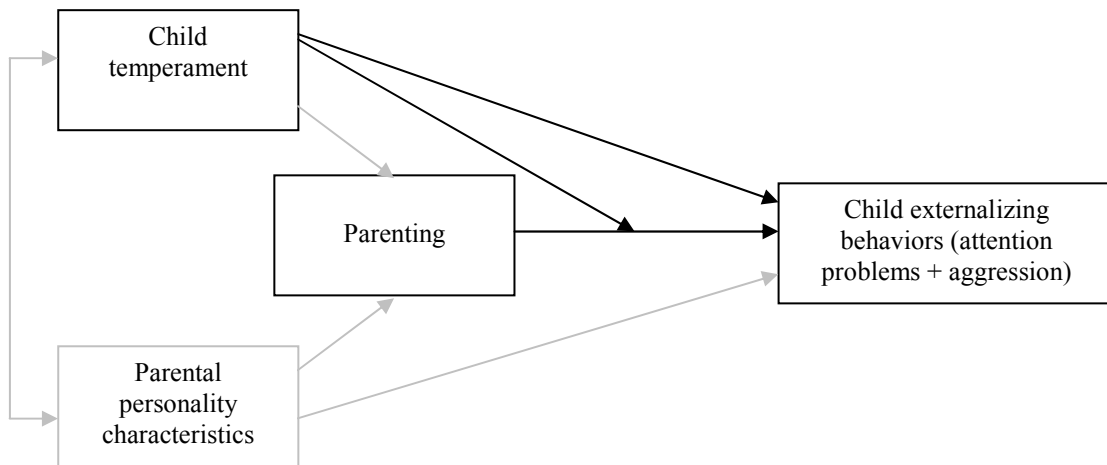 Child
temperament
Parenting
Child externalizing
behaviors (attention
problems + aggression)
Parental
personality
characteristics